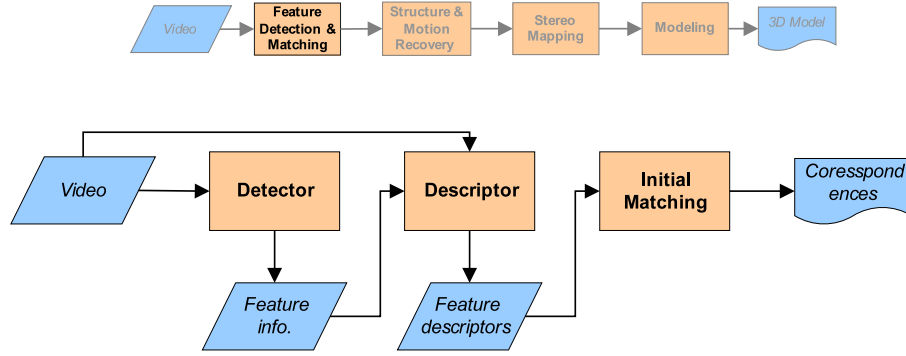 Video
Feature
Detection &
Matching
Structure &
Motion
Recovery
Stereo
Mapping
Modeling
3D Model
Video
Detector
Descriptor
Initial
Matching
Coresspond
ences
Feature
info.
Feature
descriptors